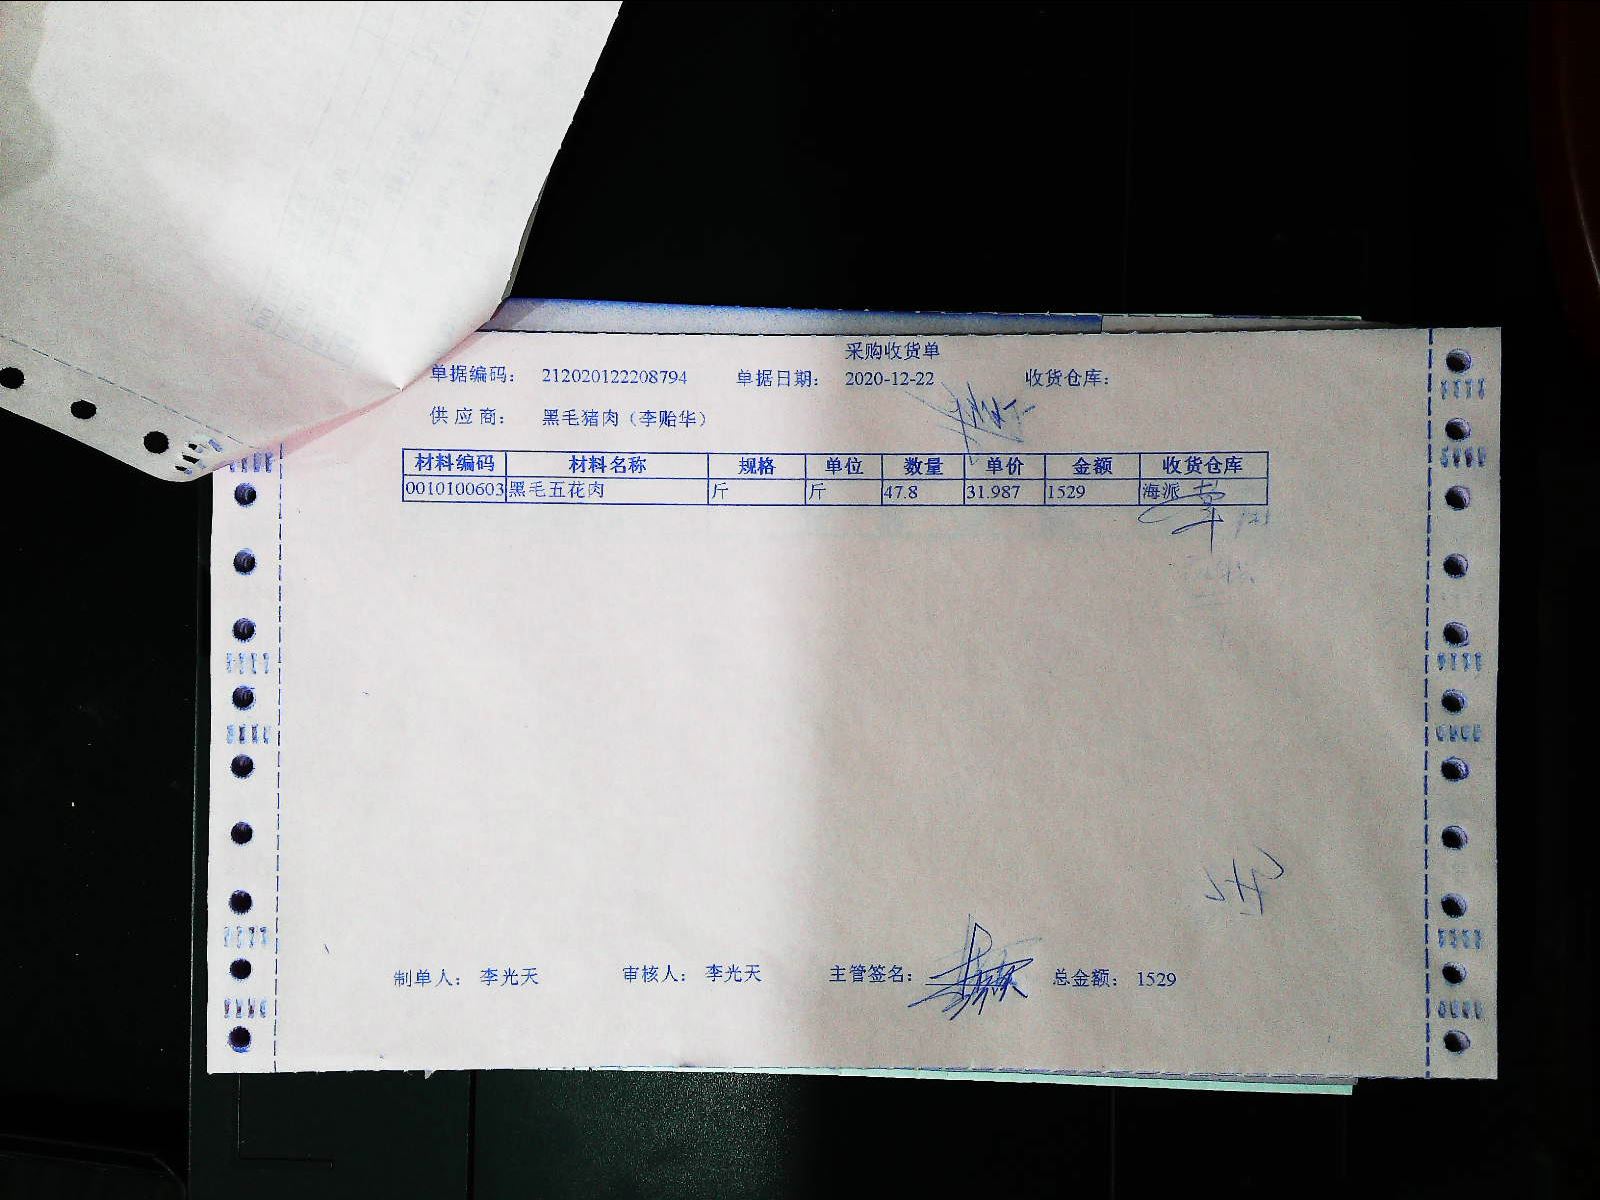 采购收货单
单据编码: 212020122208794 单据日期: 2020-12-22 收货仓库:
供应商: 黑毛猪肉(李贻华)
材料编码 材料名称 规格 单位 数量 单价 金额 收货仓库
0010100603 黑毛五花肉 斤 斤 47.8 31.987 1529 海派
制单人: 李光天 审核人: 李光天 主管签名: 总金额: 1529